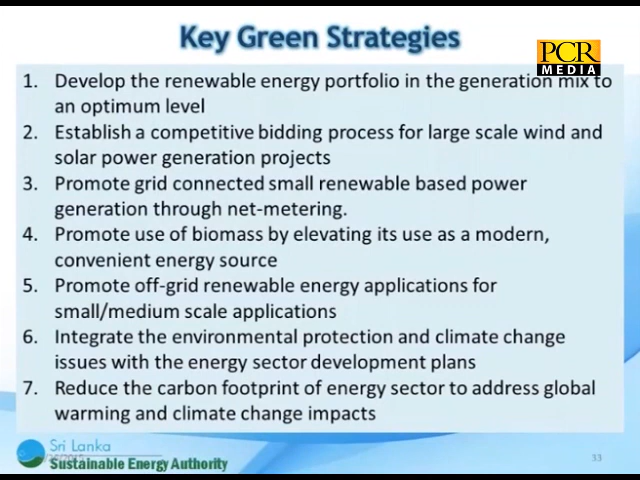 Key Green Strategies
PCR
MEDIA
1. Develop the renewable energy portfolio in the generation mix to
an optimum level
2. Establish a competitive bidding process for large scale wind and
solar power generation projects
3. Promote grid connected small renewable based power
generation through net-metering.
4. Promote use of biomass by elevating its use as a modern,
convenient energy source
5. Promote off-grid renewable energy applications for
small/medium scale applications
6. Integrate the environmental protection and climate change
issues with the energy sector development plans
7. Reduce the carbon footprint of energy sector to address global
warming and climate change impacts
Sri Lanka
Sustainable Energy Authority
33